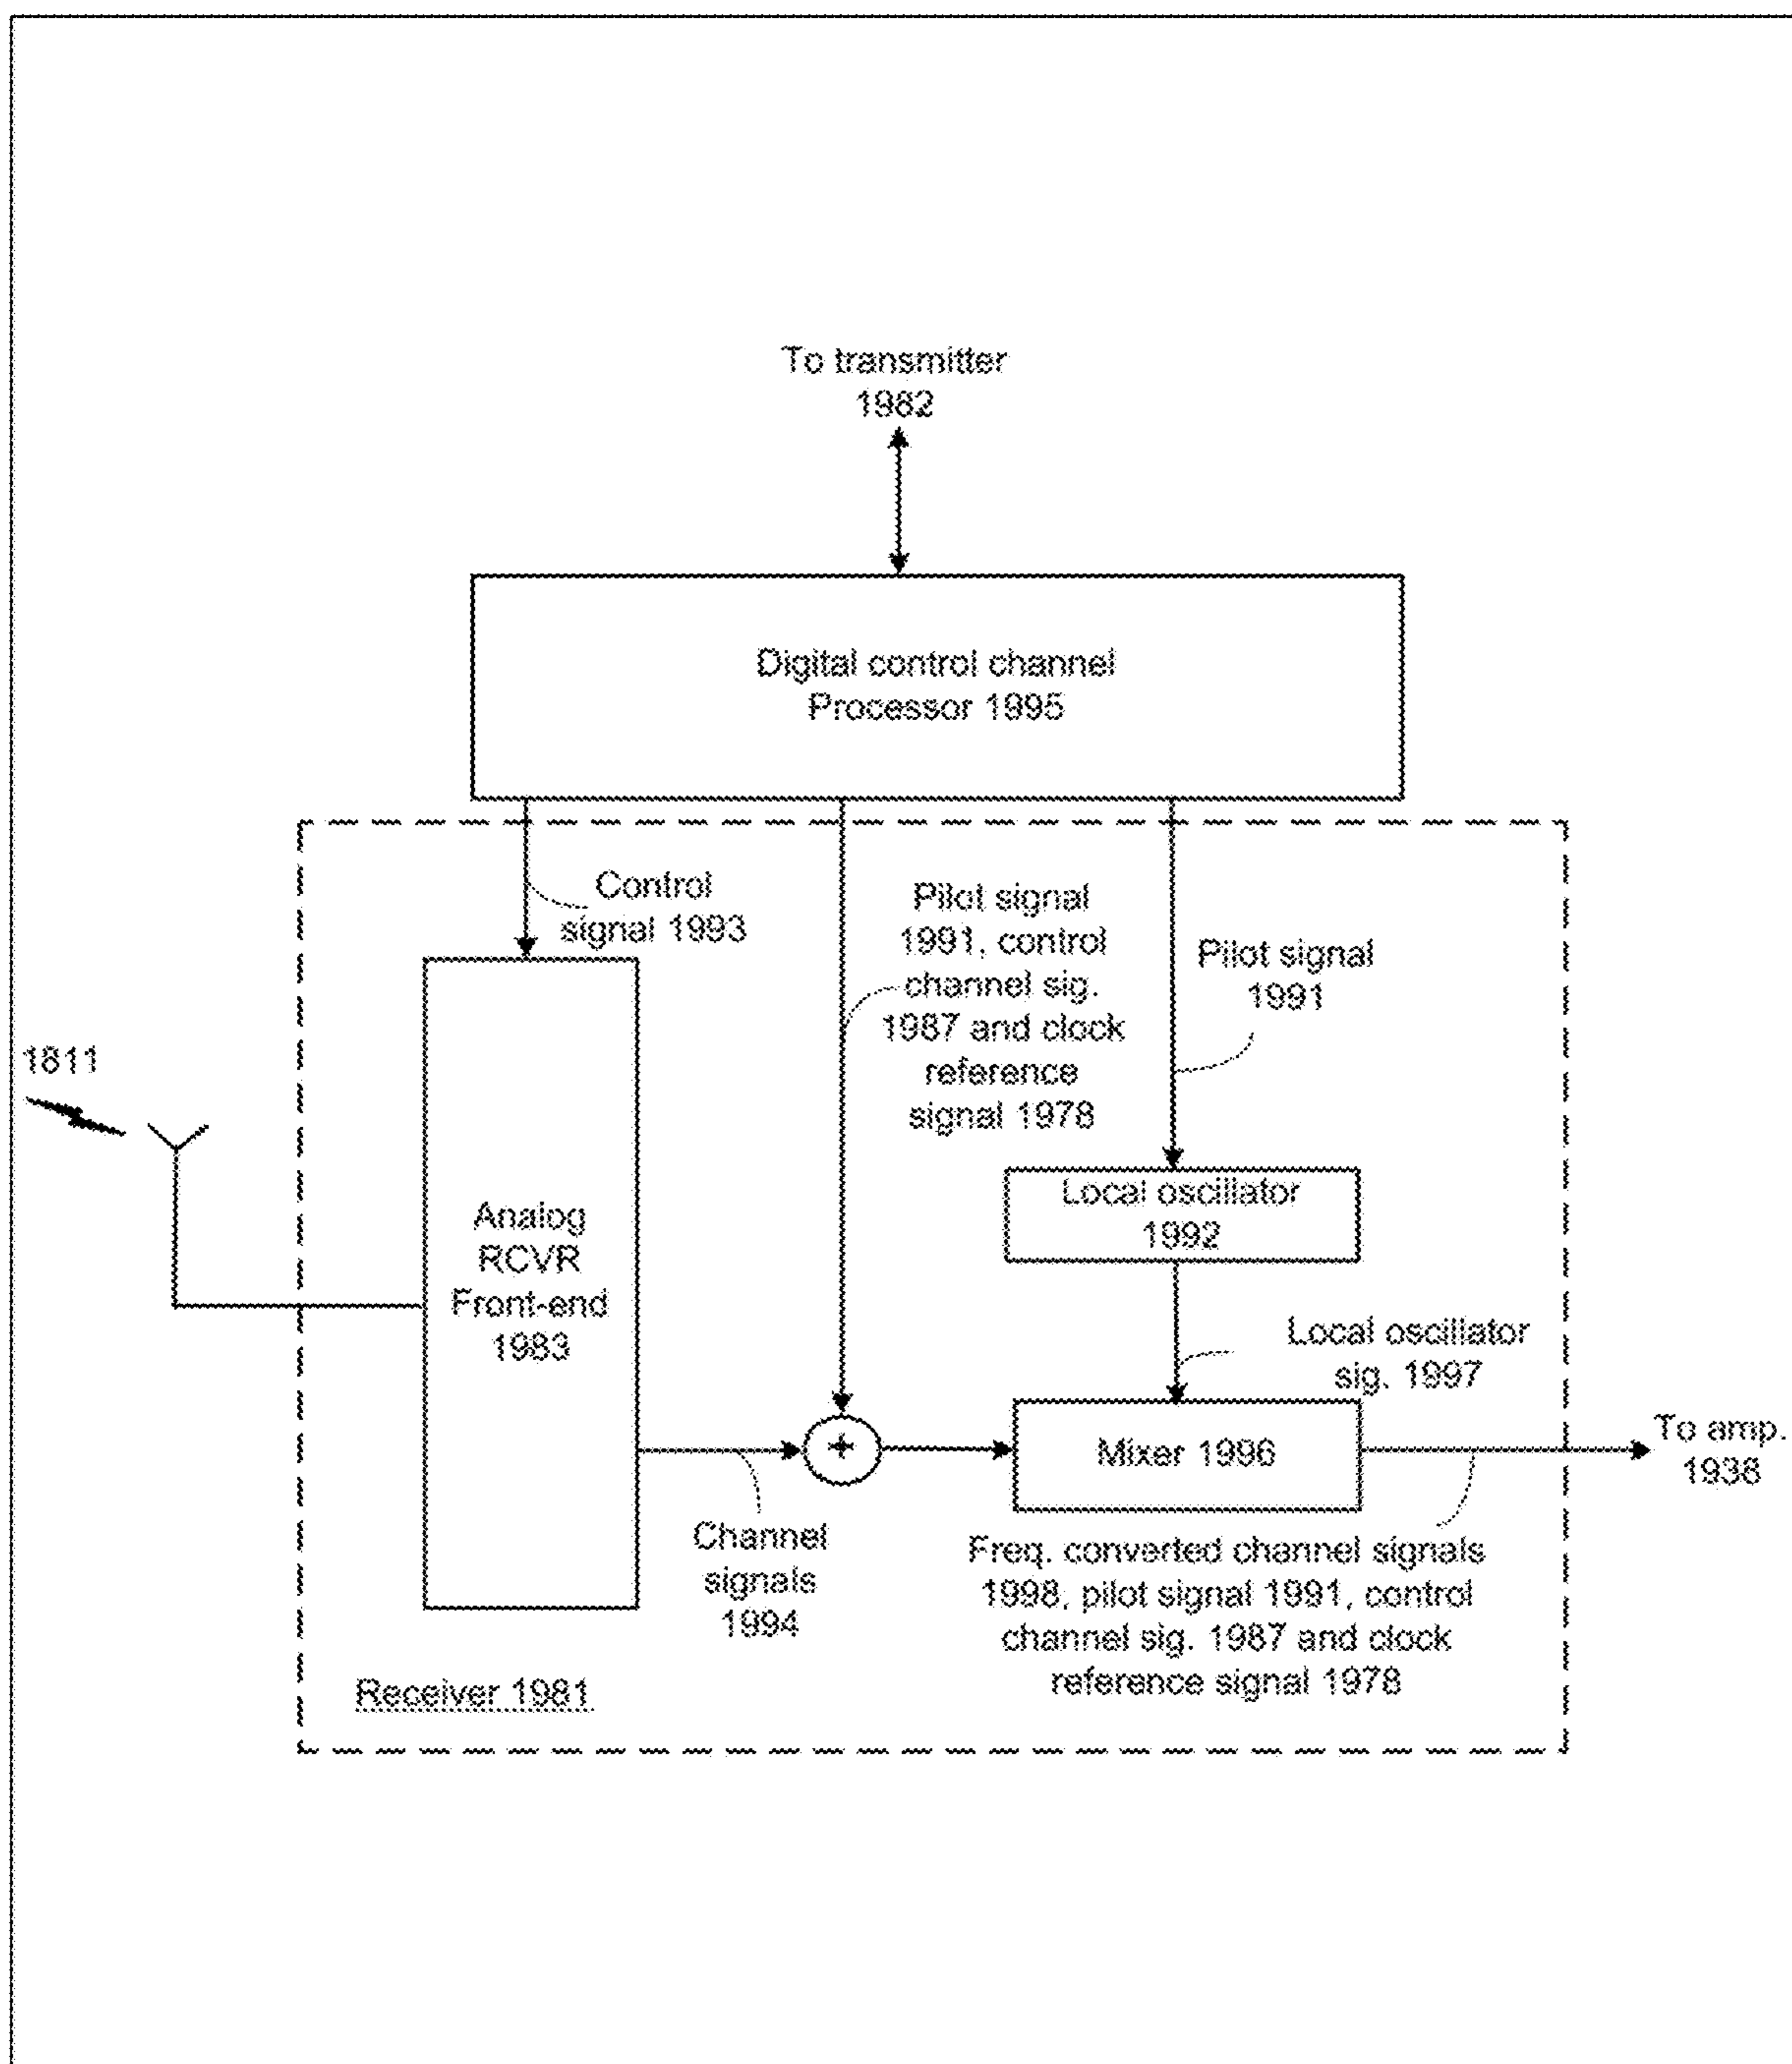 To transmitter
1982
Digital control channel
Processor 1995
Control
signal 1993
Pilot signal
1991, control
channel sig.
1987 and clock
reference
signal 1978
Pilot signal
1991
1811
Analog
RCVR
Front-end
1983
Local oscillator
1992
Local oscillator
sig. 1997
+
Mixer 1996
To amp.
1938
Channel
signals
1994
Freq. converted channel signals
1998, pilot signal 1991, control
channel sig. 1987 and clock
reference signal 1978
Receiver 1981